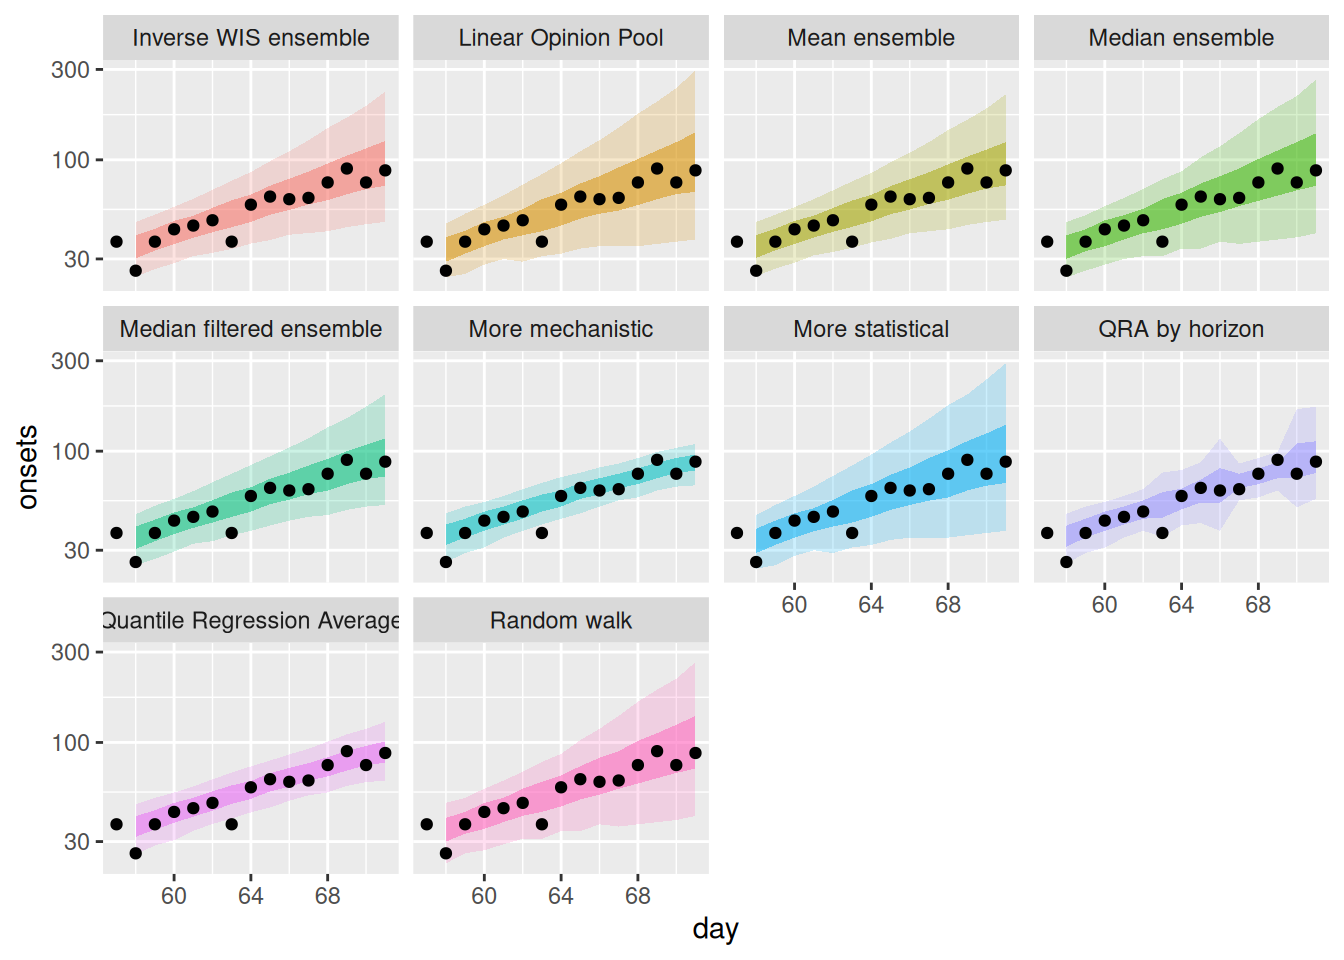 Inverse WIS ensemble
Linear Opinion Pool
Mean ensemble
Median ensemble
300
100
30
Median filtered ensemble
More mechanistic
More statistical
QRA by horizon
300
100
30
60 64 68
60 64 68
Quantile Regression Average
Random walk
300
100
30
60 64 68
60 64 68
onsets
day